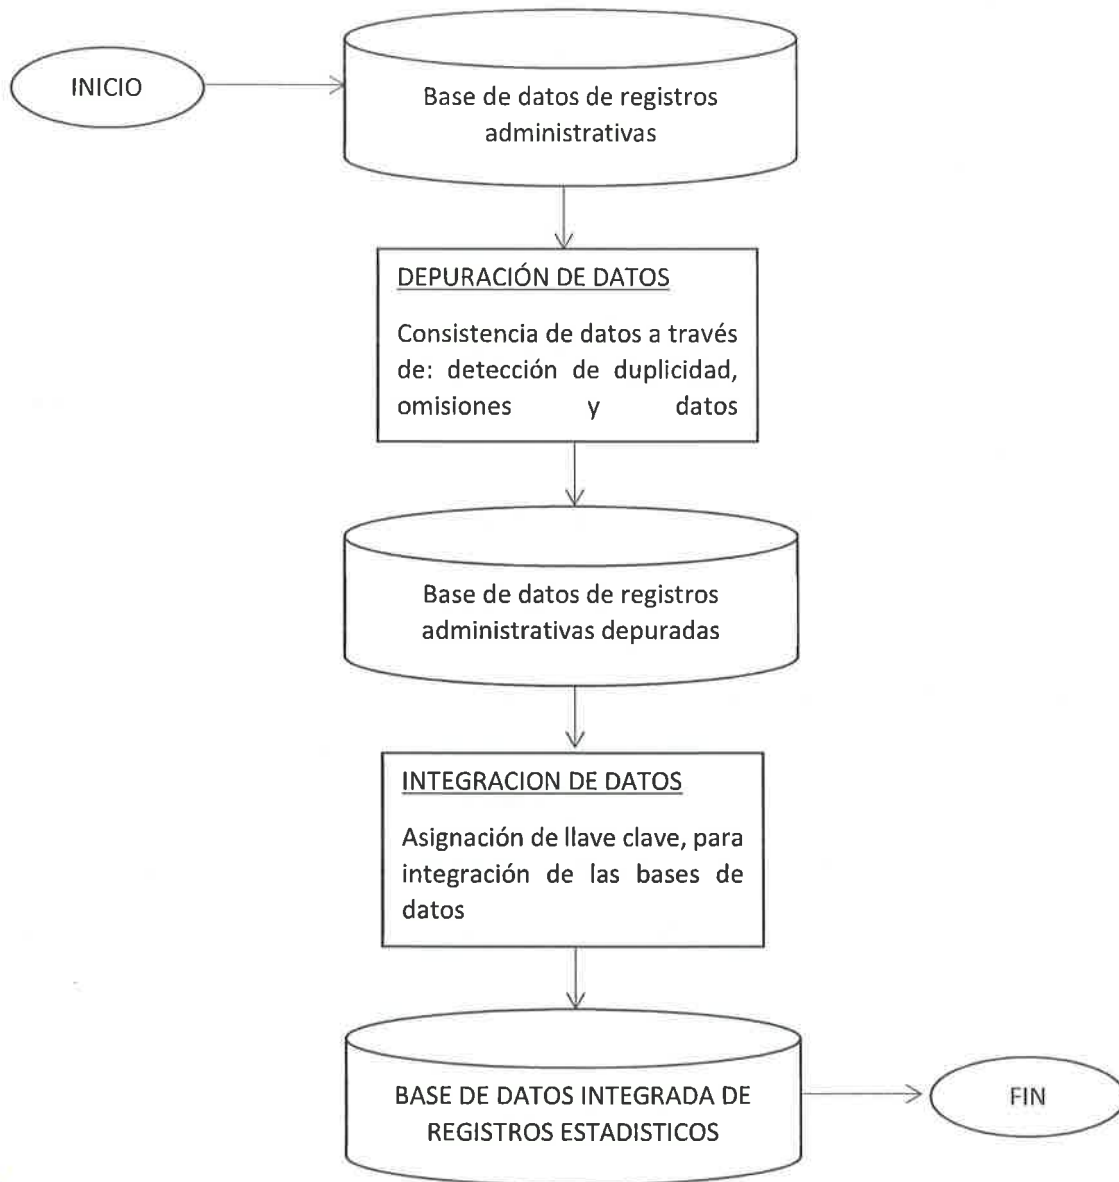 INICIO
Base de datos de registros
administrativas
DEPURACIÓN DE DATOS
Consistencia de datos a través
de: detección de duplicidad,
omisiones y datos
Base de datos de registros
administrativas depuradas
INTEGRACION DE DATOS
Asignación de llave clave, para
integración de las bases de
datos
BASE DE DATOS INTEGRADA DE
REGISTROS ESTADISTICOS
FIN